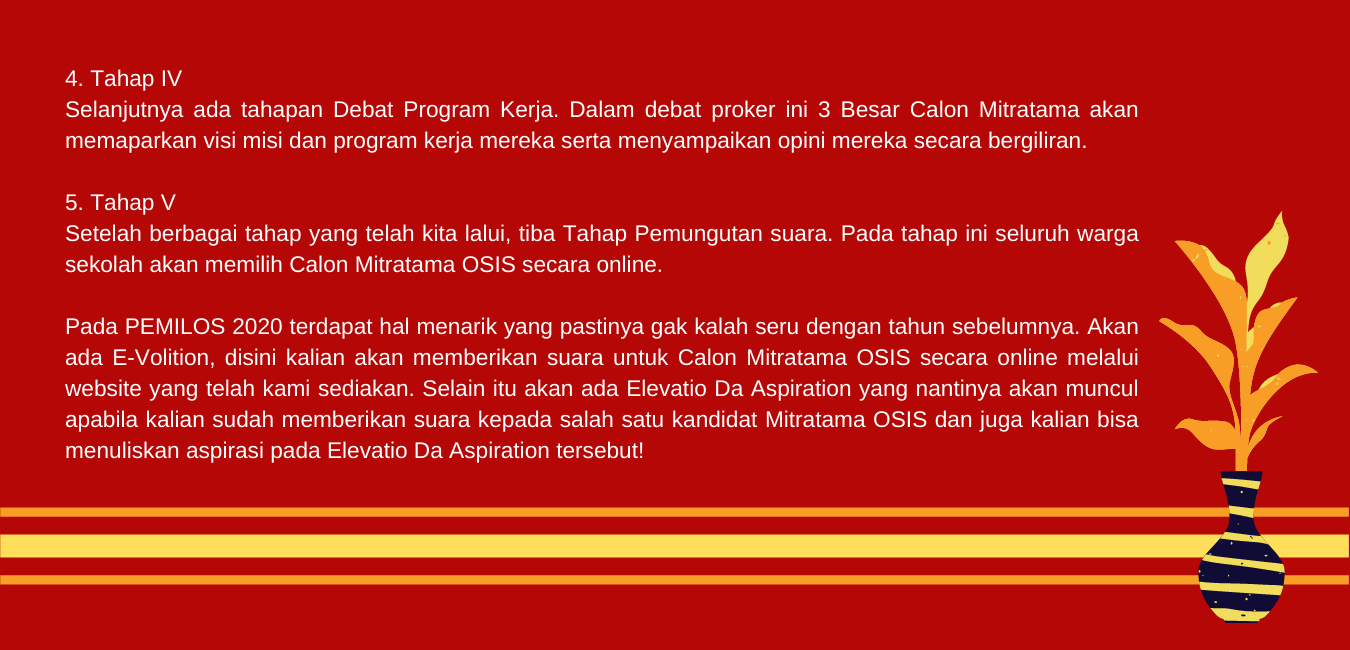 4. Tahap IV
Selanjutnya ada tahapan Debat Program Kerja. Dalam debat proker ini 3 Besar Calon Mitratama akan
memaparkan visi misi dan program kerja mereka serta menyampaikan opini mereka secara bergiliran.
5. Tahap V
Setelah berbagai tahap yang telah kita lalui, tiba Tahap Pemungutan suara. Pada tahap ini seluruh warga
sekolah akan memilih Calon Mitratama OSIS secara online.
Pada PEMILOS 2020 terdapat hal menarik yang pastinya gak kalah seru dengan tahun sebelumnya. Akan
ada E-Volition, disini kalian akan memberikan suara untuk Calon Mitratama OSIS secara online melalui
website yang telah kami sediakan. Selain itu akan ada Elevatio Da Aspiration yang nantinya akan muncul
apabila kalian sudah memberikan suara kepada salah satu kandidat Mitratama OSIS dan juga kalian bisa
menuliskan aspirasi pada Elevatio Da Aspiration tersebut!